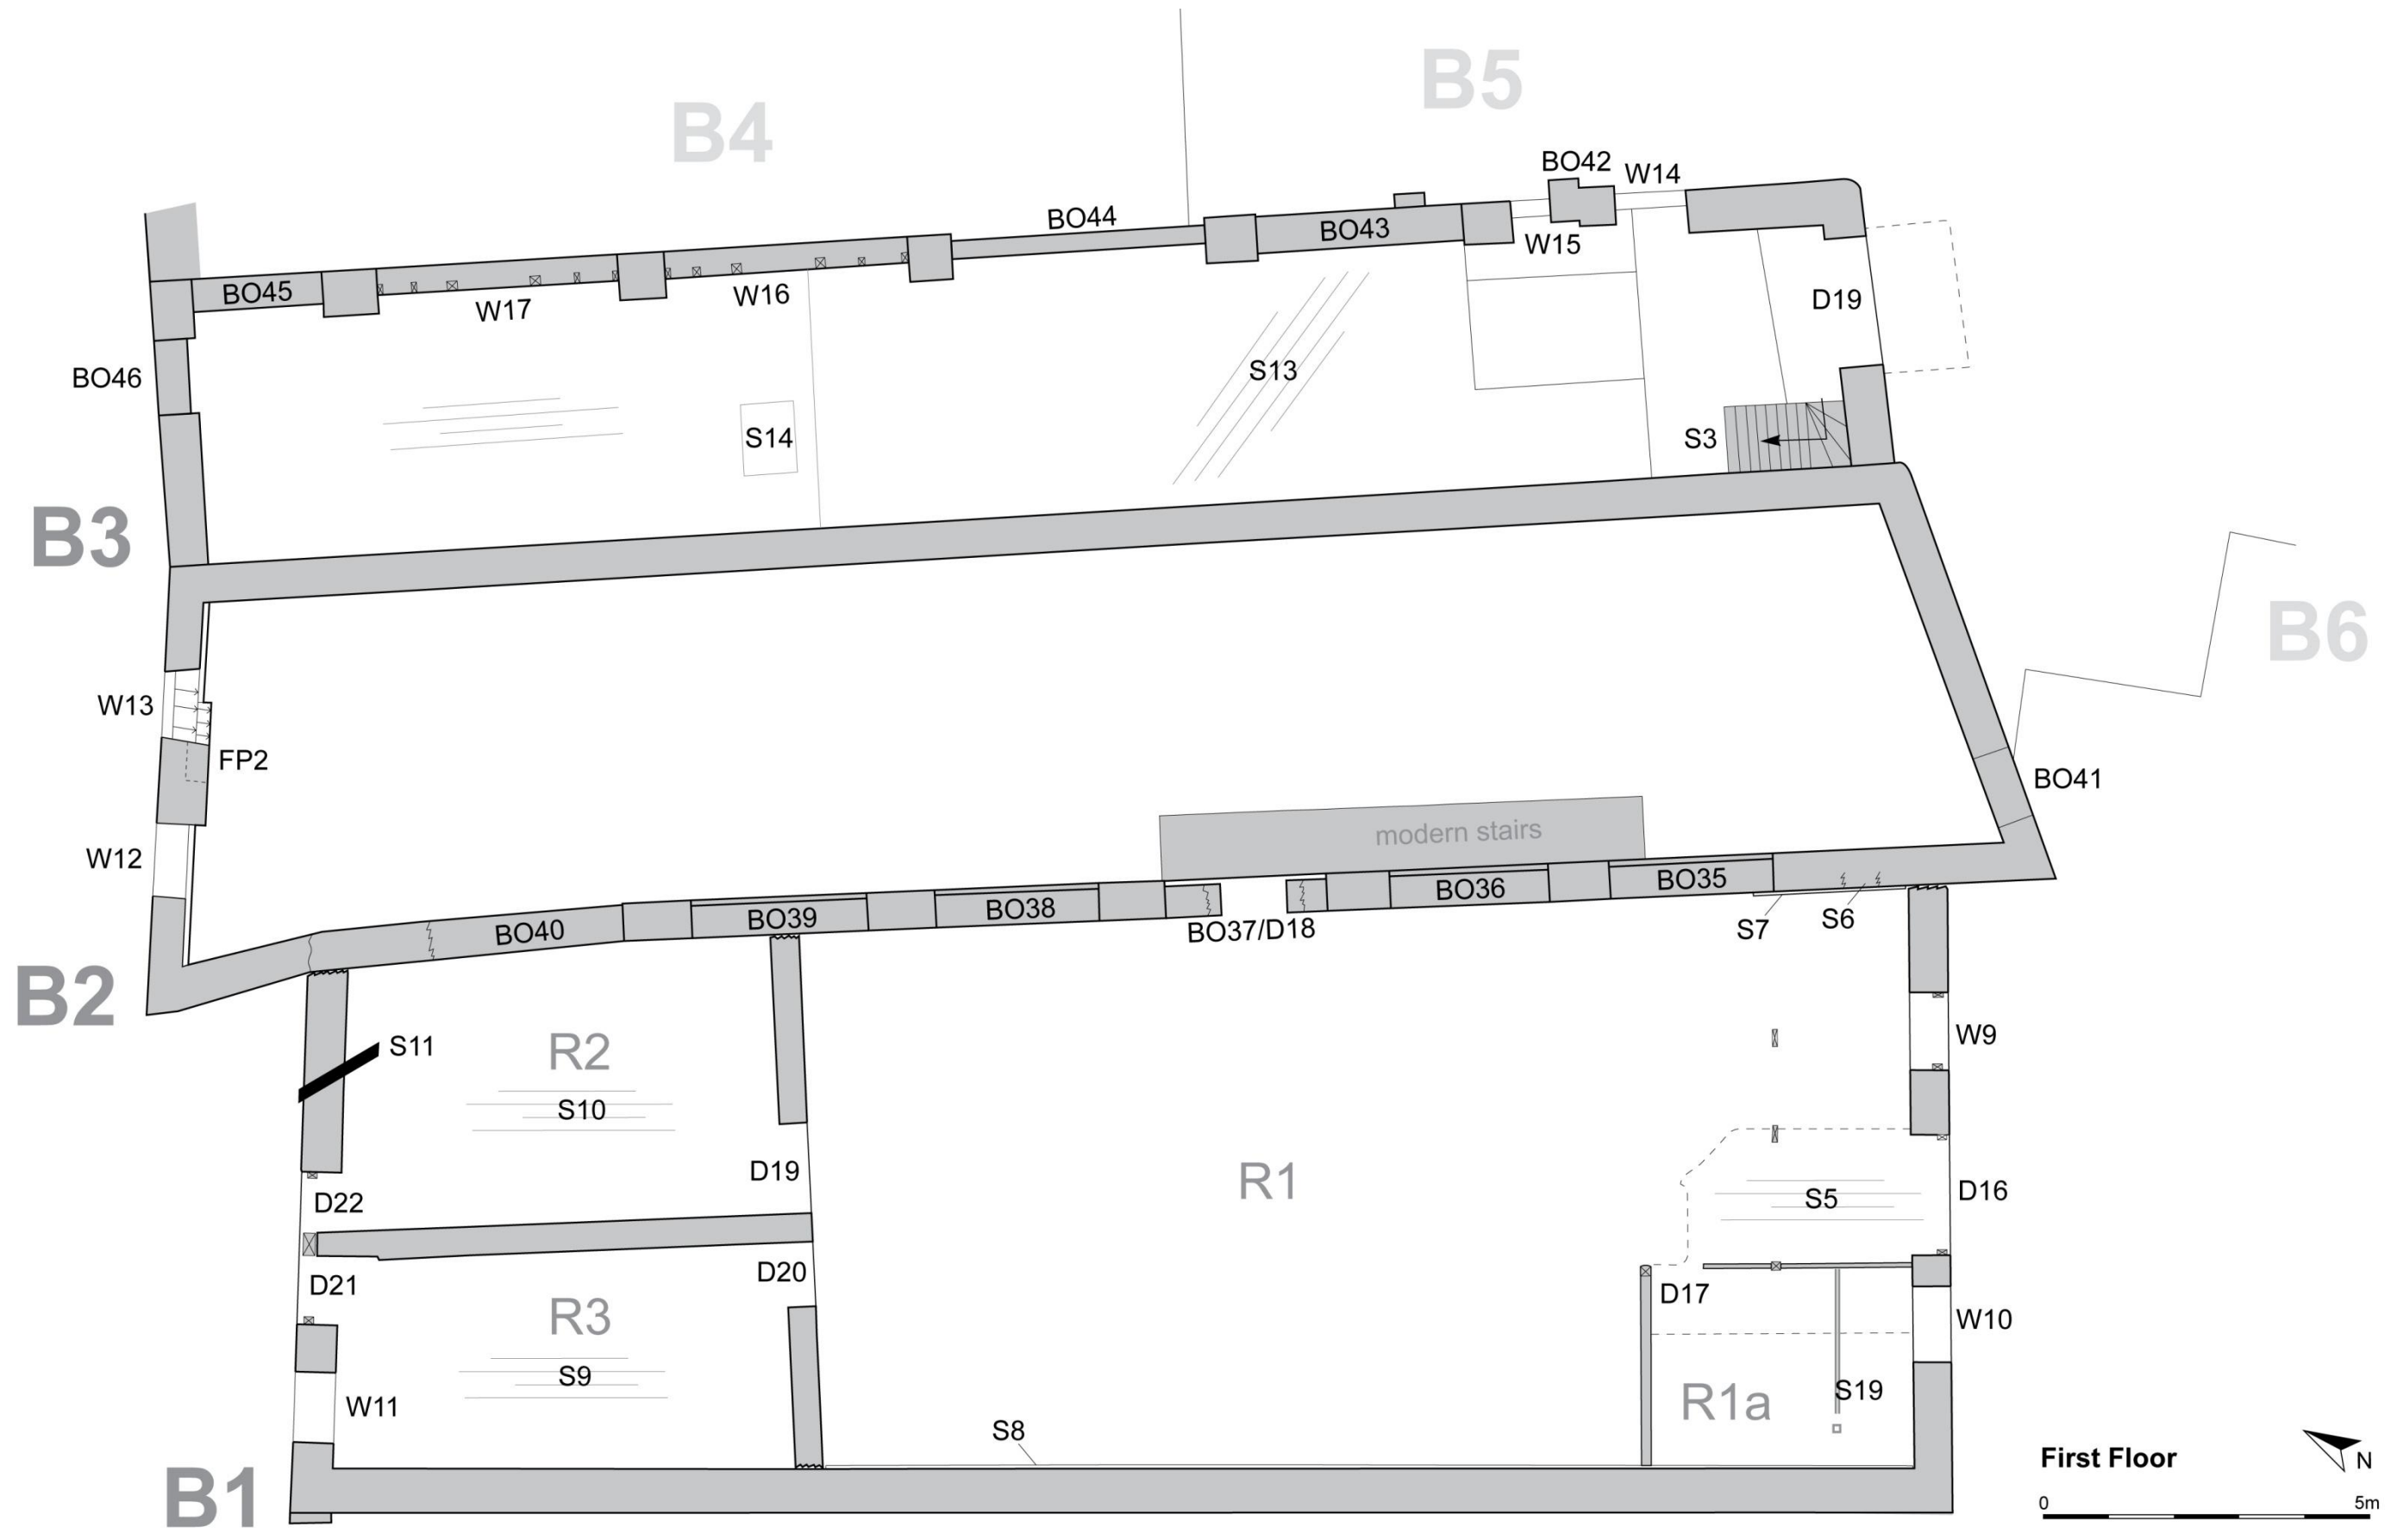 B5
B4
BO42
W14
BO44
BO43
W15
BO45
W17
W16
D19
BO46
S13
S14
S3
B3
B6
W13
FP2
BO41
modern stairs
W12
BO40
BO39
BO38
BO37/D18
BO36
BO35
S7
S6
B2
S11
R2
S10
W9
D19
R1
S5
D16
D22
D21
D20
D17
W10
R3
S9
W11
R1a
S19
S8
B1
First Floor
N
0
5m